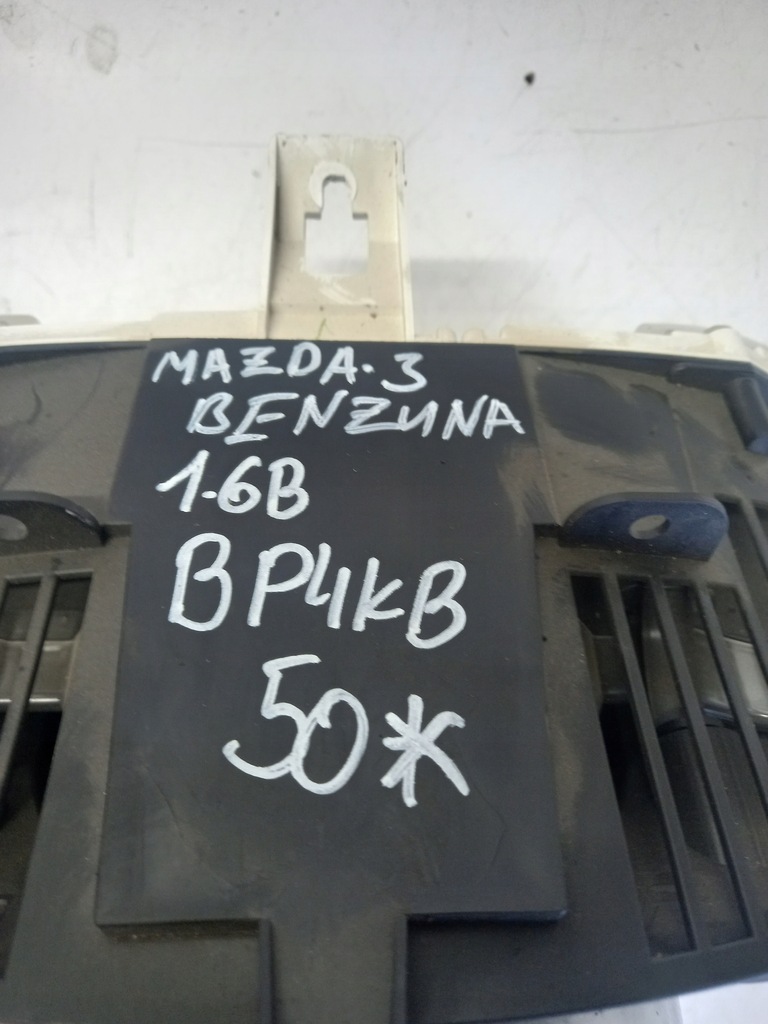 MAZDA·3
BENZUNA
1.6B
BP4KB
50*